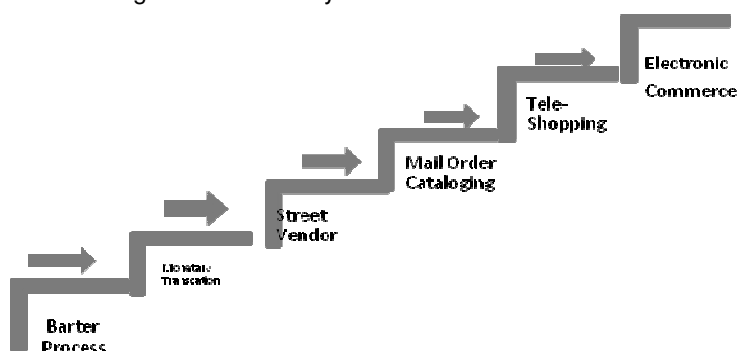 Electronic
Commerce
Tele-
Shopping
Mail Order
Cataloging
Street
Vendor
Barter
Process